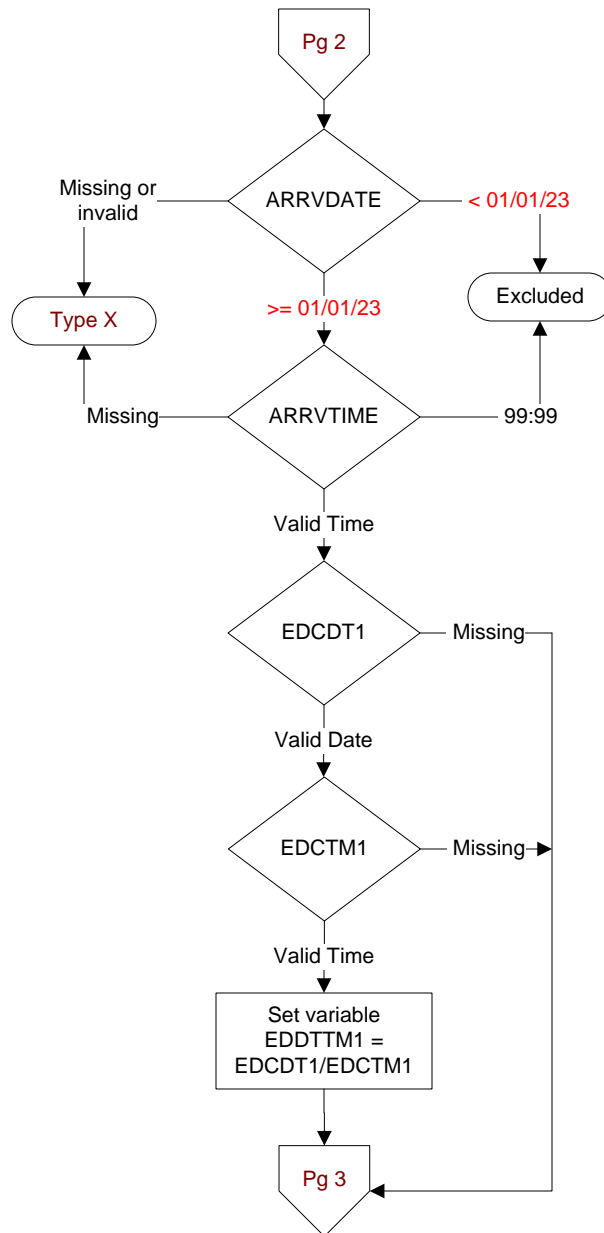 Pg 2
ARRVDATE
Missing or
invalid
< 01/01/23
Type X
>= 01/01/23
Excluded
ARRVTIME
Missing
99:99
Valid Time
EDCDT1
Missing
Valid Date
EDCTM1
Missing
Valid Time
Set variable
EDDTTM1 =
EDCDT1/EDCTM1
Pg 3